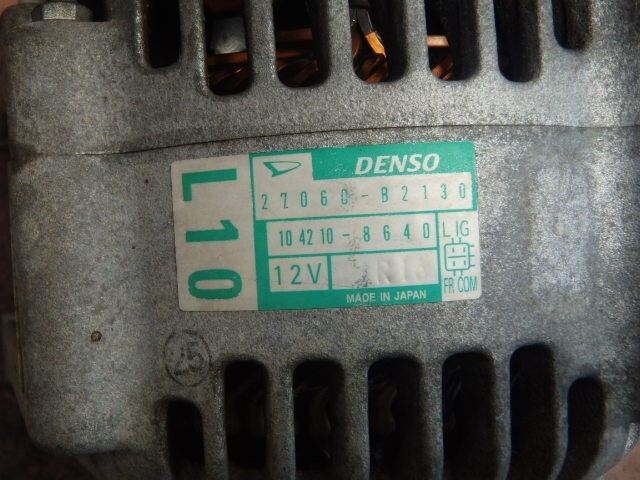 L10
DENSO
27060-B2130
104210-8640
L IG
12V
FR COM
MADE IN JAPAN
25